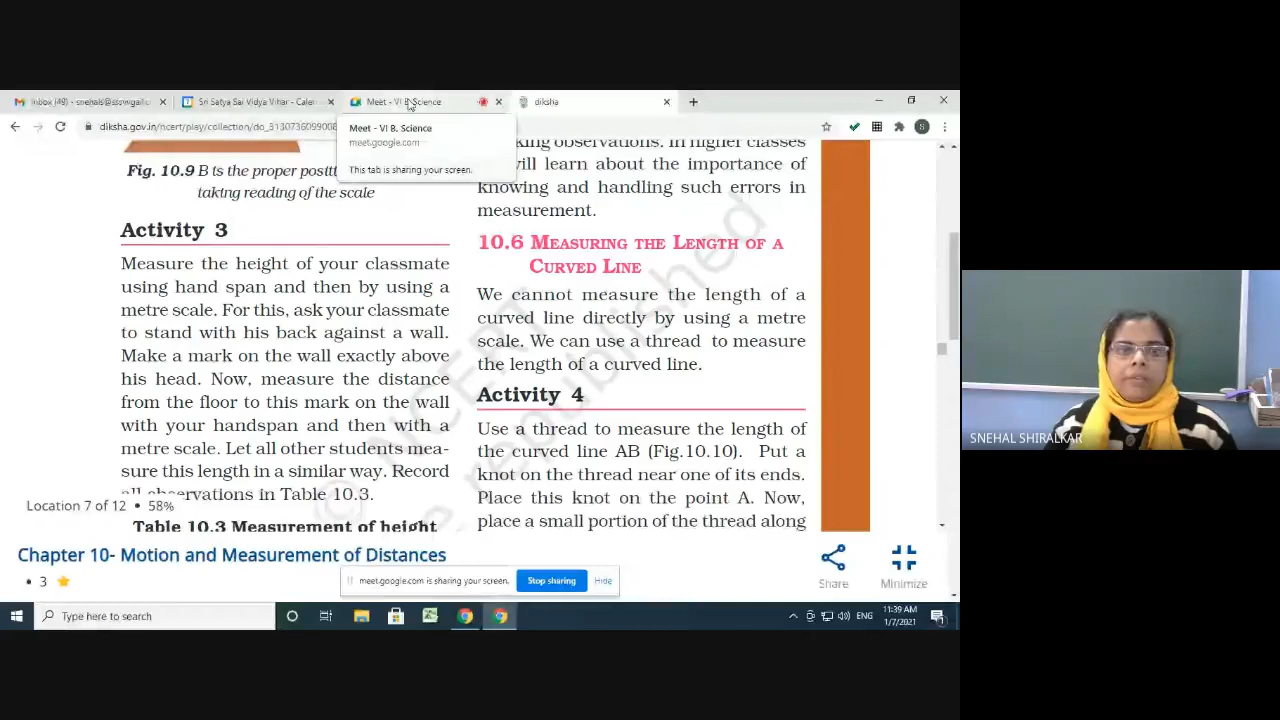 Inbox (49) - snehals@
Sri Satya Sai Vidya Vihar - Cale
Meet - VI B. Science
diksha
diksha.gov.in/ncert/play/collection/do_31307360990
S
Meet - VI B. Science
meet.google.com
This tab is sharing your screen.
Fig. 10.9 B is the proper
taking reading of the scale
Activity 3
Measure the height of your classmate
using hand span and then by using a
metre scale. For this, ask your classmate
to stand with his back against a wall.
Make a mark on the wall exactly above
his head. Now, measure the distance
from the floor to this mark on the wall
with your handspan and then with a
metre scale. Let all other students mea-
sure this length in a similar way. Record
all observations in Table 10.3.
Table 10.3 Measurement of height
observations. In higher classes
will learn about the importance of
knowing and handling such errors in
measurement.
10.6 MEASURING THE LENGTH OF A
CURVED LINE
We cannot measure the length of a
curved line directly by using a metre
scale. We can use a thread to measure
the length of a curved line.
Activity 4
Use a thread to measure the length of
the curved line AB (Fig.10.10). Put a
knot on the thread near one of its ends.
Place this knot on the point A. Now,
place a small portion of the thread along
© NCERT
republished
Location 7 of 12 • 58%
Chapter 10- Motion and Measurement of Distances
• 3
Share
Minimize
meet.google.com is sharing your screen.
Stop sharing
Hide
Type here to search
ENG
11:39 AM
1/7/2021
1
SNEHAL SHIRALKAR